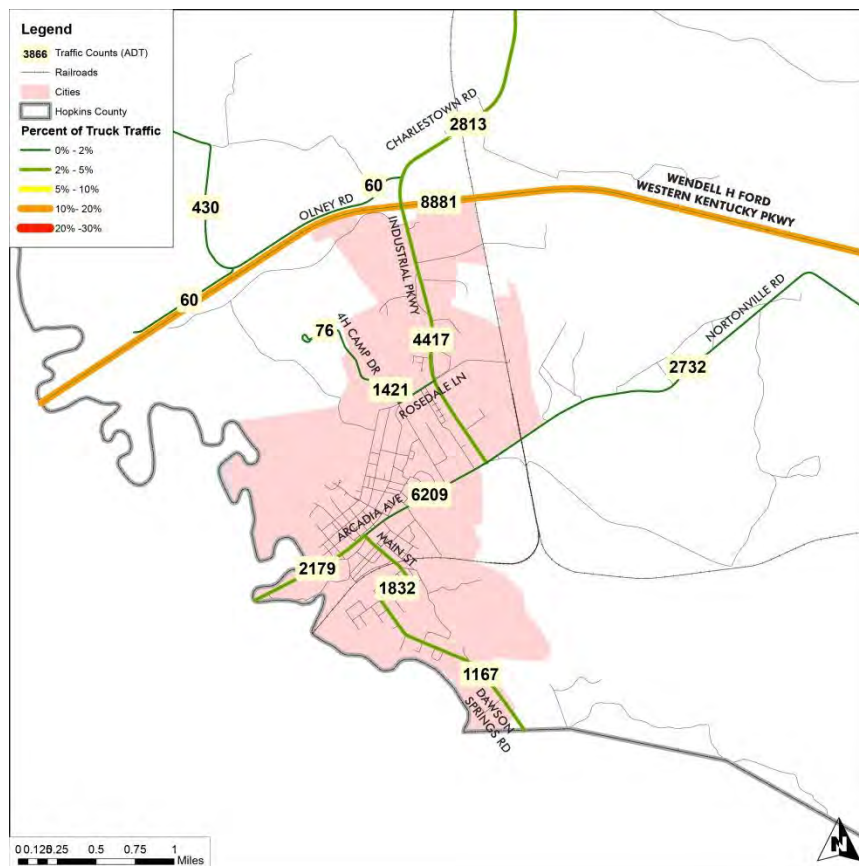 Legend
3866 Traffic Counts (ADT)
Railroads
Cities
Hopkins County
Percent of Truck Traffic
0% - 2%
2% - 5%
5% - 10%
10%- 20%
20% -30%
CHARLESTOWN RD
2813
60
430
OLNEY RD
8881
WENDELL H FORD
WESTERN KENTUCKY PKWY
INDUSTRIAL PKWY
60
NORTONVILLE RD
76
4H CAMP DR
4417
2732
1421
ROSEDALE LN
6209
ARCADIA AVE
MAIN ST
2179
1832
1167
DAWSON
SPRINGS RD
0 0.125 0.25 0.5 0.75 1
Miles
N